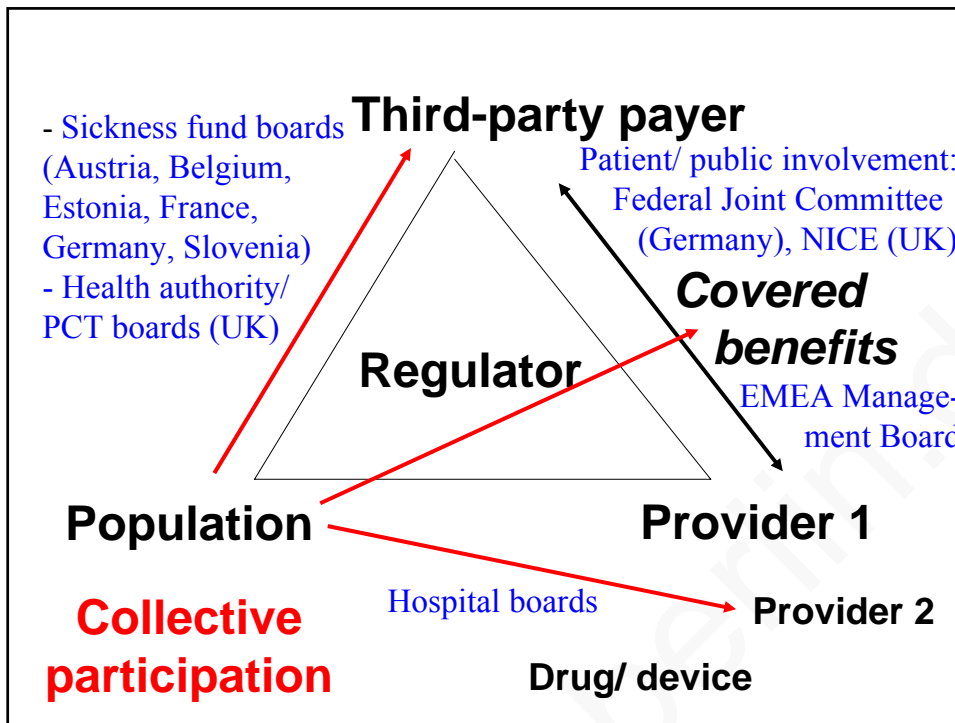 Third-party payer
- Sickness fund boards
(Austria, Belgium,
Estonia, France,
Germany, Slovenia)
- Health authority/
PCT boards (UK)
Patient/ public involvement:
Federal Joint Committee
(Germany), NICE (UK)
Covered
benefits
Regulator
EMEA Manage-
ment Board
Population
Provider 1
Collective
participation
Hospital boards
Provider 2
Drug/ device
berlin.d